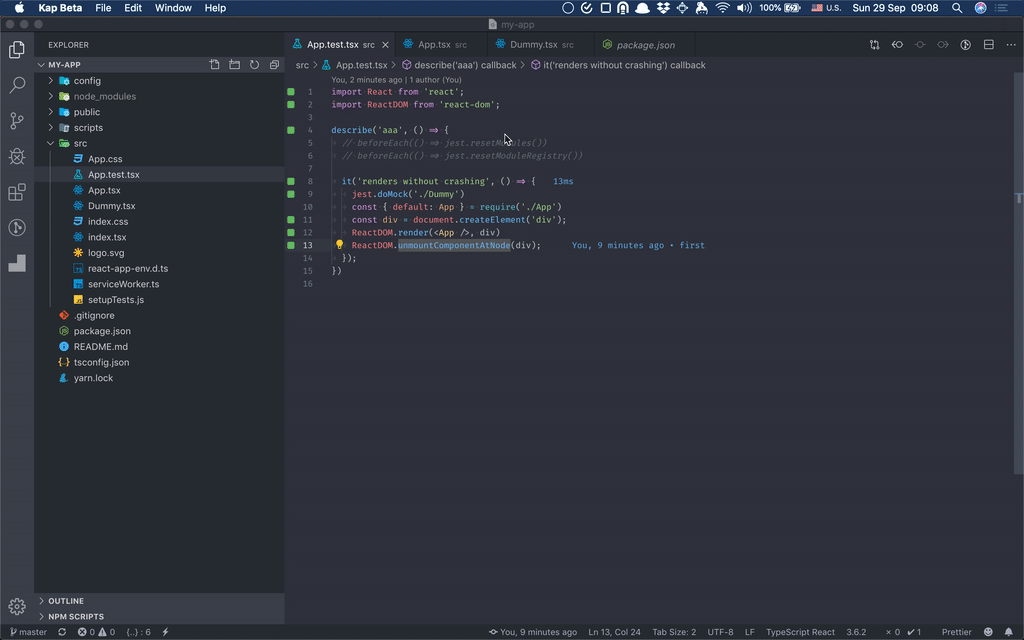 Kap Beta File Edit Window Help 100% U.S. Sun 29 Sep 09:08
my-app
EXPLORER
MY-APP
config
node_modules
public
scripts
src
App.css
App.test.tsx
App.tsx
Dummy.tsx
index.css
index.tsx
logo.svg
react-app-env.d.ts
serviceWorker.ts
setupTests.js
.gitignore
package.json
README.md
tsconfig.json
yarn.lock
OUTLINE
NPM SCRIPTS
App.test.tsx src App.tsx src Dummy.tsx src package.json
src > App.test.tsx > describe('aaa') callback > it('renders without crashing') callback
You, 2 minutes ago | 1 author (You)
1 import React from 'react';
2 import ReactDOM from 'react-dom';
3
4 describe('aaa', () => {
5 // beforeEach(() => jest.resetModules())
6 // beforeEach(() => jest.resetModuleRegistry())
7
8 it('renders without crashing', () => { 13ms
9 jest.doMock('./Dummy')
10 const { default: App } = require('./App')
11 const div = document.createElement('div');
12 ReactDOM.render(<App />, div)
13 ReactDOM.unmountComponentAtNode(div); You, 9 minutes ago • first
14 });
15 })
16
master 0 0 {..} : 6 You, 9 minutes ago Ln 13, Col 24 Tab Size: 2 UTF-8 LF TypeScript React 3.6.2 × 0 ✓ 1 Prettier